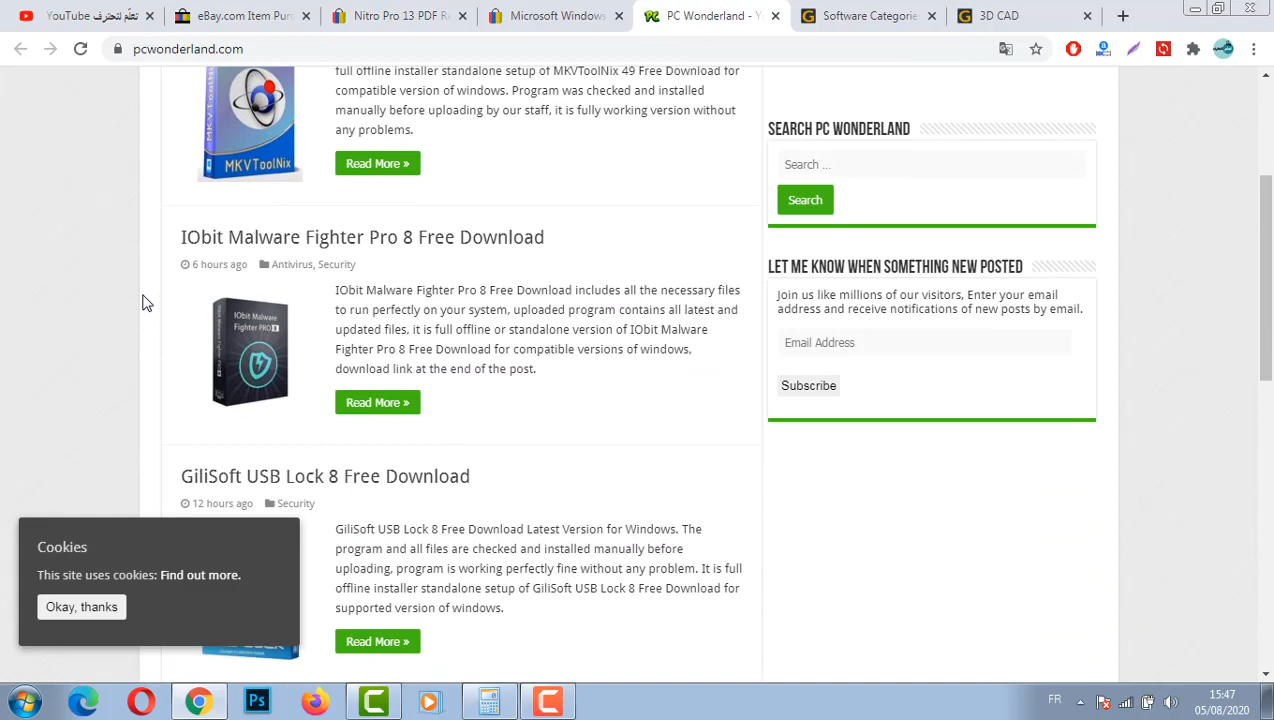 YouTube - تعلّم لتحترف
eBay.com Item Pur
Nitro Pro 13 PDF R
Microsoft Windows
PC Wonderland - Y
Software Categorie
3D CAD
pcwonderland.com
full offline installer standalone setup of MKVToolNix 49 Free Download for
compatible version of windows. Program was checked and installed
manually before uploading by our staff, it is fully working version without
any problems.
MKVToolNix
Read More »
IObit Malware Fighter Pro 8 Free Download
6 hours ago Antivirus, Security
IObit Malware
Fighter PRO 8
IObit Malware Fighter Pro 8 Free Download includes all the necessary files
to run perfectly on your system, uploaded program contains all latest and
updated files, it is full offline or standalone version of IObit Malware
Fighter Pro 8 Free Download for compatible versions of windows,
download link at the end of the post.
Read More »
GiliSoft USB Lock 8 Free Download
12 hours ago Security
GiliSoft USB Lock 8 Free Download Latest Version for Windows. The
program and all files are checked and installed manually before
uploading, program is working perfectly fine without any problem. It is full
offline installer standalone setup of GiliSoft USB Lock 8 Free Download for
supported version of windows.
Read More »
SEARCH PC WONDERLAND
Search ...
Search
LET ME KNOW WHEN SOMETHING NEW POSTED
Join us like millions of our visitors, Enter your email
address and receive notifications of new posts by email.
Email Address
Subscribe
Cookies
This site uses cookies: Find out more.
Okay, thanks
Ps
FR
15:47
05/08/2020